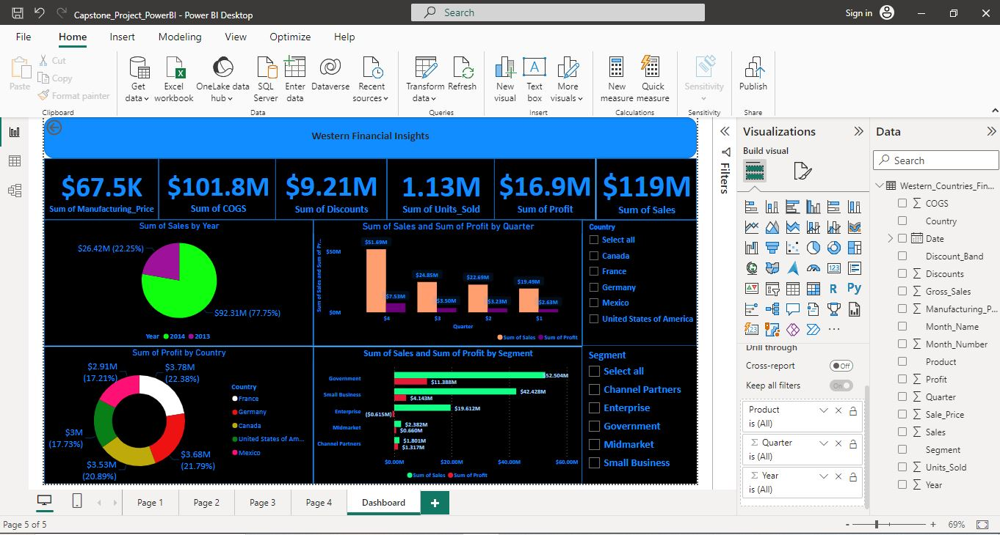 Capstone_Project_PowerBI - Power BI Desktop
Search
Sign in
File Home Insert Modeling View Optimize Help
Paste
Cut
Copy
Format painter
Clipboard
Get data
Excel workbook
OneLake data hub
SQL Server
Enter data
Dataverse
Recent sources
Data
Transform data
Refresh
Queries
New visual
Text box
More visuals
Insert
New measure
Quick measure
Calculations
Sensitivity
Sensitivity
Publish
Share
Western Financial Insights
$67.5K
Sum of Manufacturing_Price
$101.8M
Sum of COGS
$9.21M
Sum of Discounts
1.13M
Sum of Units_Sold
$16.9M
Sum of Profit
$119M
Sum of Sales
Sum of Sales by Year
$26.42M (22.25%)
$92.31M (77.75%)
Year 2014 2013
Sum of Sales and Sum of Profit by Quarter
Sum of Sales and Sum of Pr...
$50M
$0M
$51.69M
$7.53M
$24.85M
$3.50M
$22.69M
$3.23M
$19.49M
$2.63M
$4 $3 $2 $1
Quarter
Sum of Sales Sum of Profit
Country
Select all
Canada
France
Germany
Mexico
United States of America
Sum of Profit by Country
$2.91M
(17.21%)
$3.78M
(22.38%)
$3M
(17.73%)
$3.53M
(20.89%)
$3.68M
(21.79%)
Country
France
Germany
Canada
United States of Am...
Mexico
Sum of Sales and Sum of Profit by Segment
Government
$52.504M
$11.388M
Small Business
$42.428M
$4.143M
Enterprise
$19.612M
($0.615M)
Midmarket
$2.382M
$0.660M
Channel Partners
$1.801M
$1.317M
$0.00M $20.00M $40.00M $60.00M
Sum of Sales Sum of Profit
Segment
Select all
Channel Partners
Enterprise
Government
Midmarket
Small Business
Filters
Visualizations
Build visual
123
R
Py
123
Drill through
Cross-report
Off
Keep all filters
On
Product
is (All)
Quarter
is (All)
Year
is (All)
Data
Search
Western_Countries_Fin...
COGS
Country
Date
Discount_Band
Discounts
Gross_Sales
Manufacturing_P...
Month_Name
Month_Number
Product
Profit
Quarter
Sale_Price
Sales
Segment
Units_Sold
Year
Page 1 Page 2 Page 3 Page 4 Dashboard
Page 5 of 5
69%